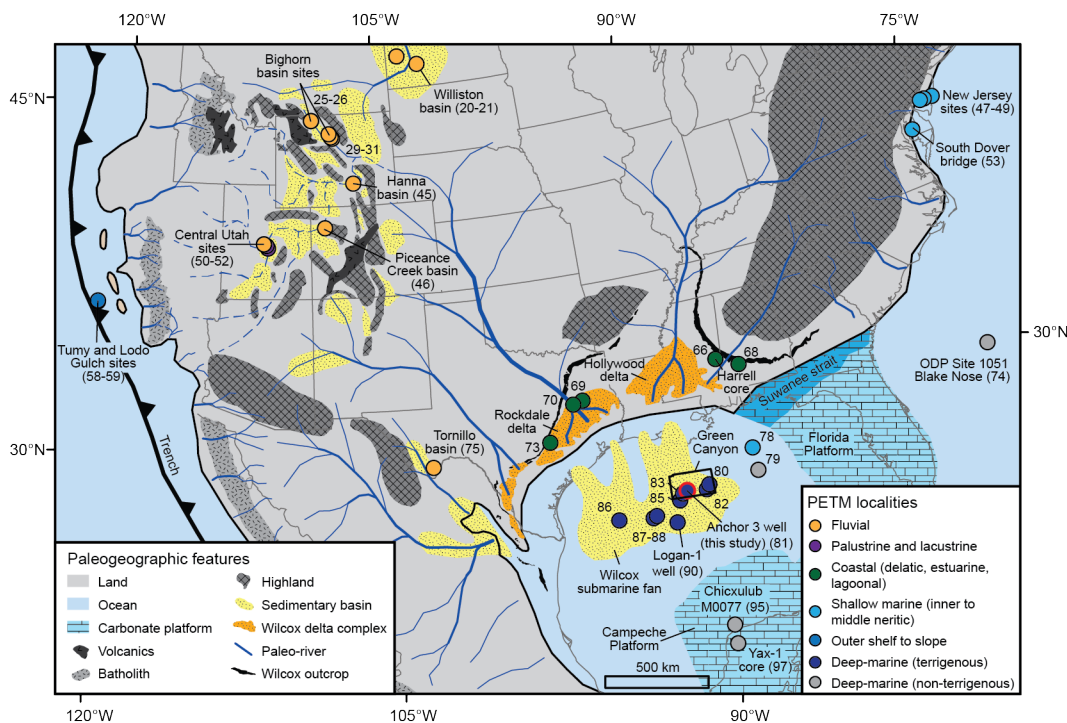 120°W
105°W
90°W
75°W
45°N
30°N
30°N
120°W
105°W
90°W
Bighorn
basin sites
25-26
29-31
Williston
basin (20-21)
Hanna
basin (45)
Central Utah
sites
(50-52)
Piceance
Creek basin
(46)
New Jersey
sites (47-49)
South Dover
bridge (53)
Tumy and Lodo
Gulch sites
(58-59)
Trench
ODP Site 1051
Blake Nose (74)
Hollywood
delta
66
68
Harrell
core
Suwanee strait
69
70
Rockdale
delta
73
Tornillo
basin (75)
Florida
Platform
Green
Canyon
78
79
80
82
83
85
86
87-88
Anchor 3 well
(this study) (81)
Logan-1
well (90)
Wilcox
submarine fan
Chicxulub
M0077 (95)
Campeche
Platform
Yax-1
core (97)
500 km
Paleogeographic features
Land
Ocean
Carbonate platform
Volcanics
Batholith
Highland
Sedimentary basin
Wilcox delta complex
Paleo-river
Wilcox outcrop
PETM localities
Fluvial
Palustrine and lacustrine
Coastal (delatic, estuarine,
lagoonal)
Shallow marine (inner to
middle neritic)
Outer shelf to slope
Deep-marine (terrigenous)
Deep-marine (non-terrigenous)